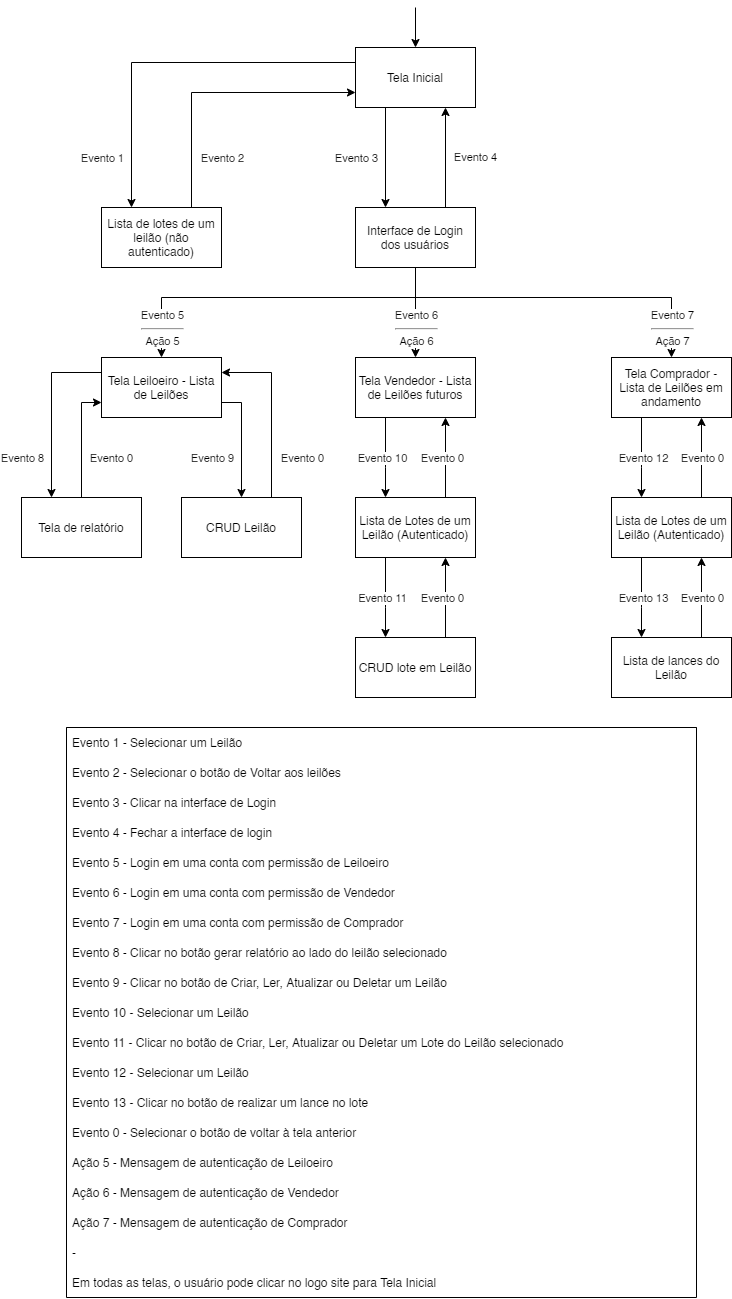 Tela Inicial
Evento 1
Evento 2
Evento 3
Evento 4
Lista de lotes de um
leilão (não
autenticado)
Interface de Login
dos usuários
Evento 5
Ação 5
Evento 6
Ação 6
Evento 7
Ação 7
Tela Leiloeiro - Lista
de Leilões
Tela Vendedor - Lista
de Leilões futuros
Tela Comprador -
Lista de Leilões em
andamento
Evento 8
Evento 0
Evento 9
Evento 0
Evento 10
Evento 0
Evento 12
Evento 0
Tela de relatório
CRUD Leilão
Lista de Lotes de um
Leilão (Autenticado)
Lista de Lotes de um
Leilão (Autenticado)
Evento 11
Evento 0
Evento 13
Evento 0
CRUD lote em Leilão
Lista de lances do
Leilão
Evento 1 - Selecionar um Leilão
Evento 2 - Selecionar o botão de Voltar aos leilões
Evento 3 - Clicar na interface de Login
Evento 4 - Fechar a interface de login
Evento 5 - Login em uma conta com permissão de Leiloeiro
Evento 6 - Login em uma conta com permissão de Vendedor
Evento 7 - Login em uma conta com permissão de Comprador
Evento 8 - Clicar no botão gerar relatório ao lado do leilão selecionado
Evento 9 - Clicar no botão de Criar, Ler, Atualizar ou Deletar um Leilão
Evento 10 - Selecionar um Leilão
Evento 11 - Clicar no botão de Criar, Ler, Atualizar ou Deletar um Lote do Leilão selecionado
Evento 12 - Selecionar um Leilão
Evento 13 - Clicar no botão de realizar um lance no lote
Evento 0 - Selecionar o botão de voltar à tela anterior
Ação 5 - Mensagem de autenticação de Leiloeiro
Ação 6 - Mensagem de autenticação de Vendedor
Ação 7 - Mensagem de autenticação de Comprador
-
Em todas as telas, o usuário pode clicar no logo site para Tela Inicial